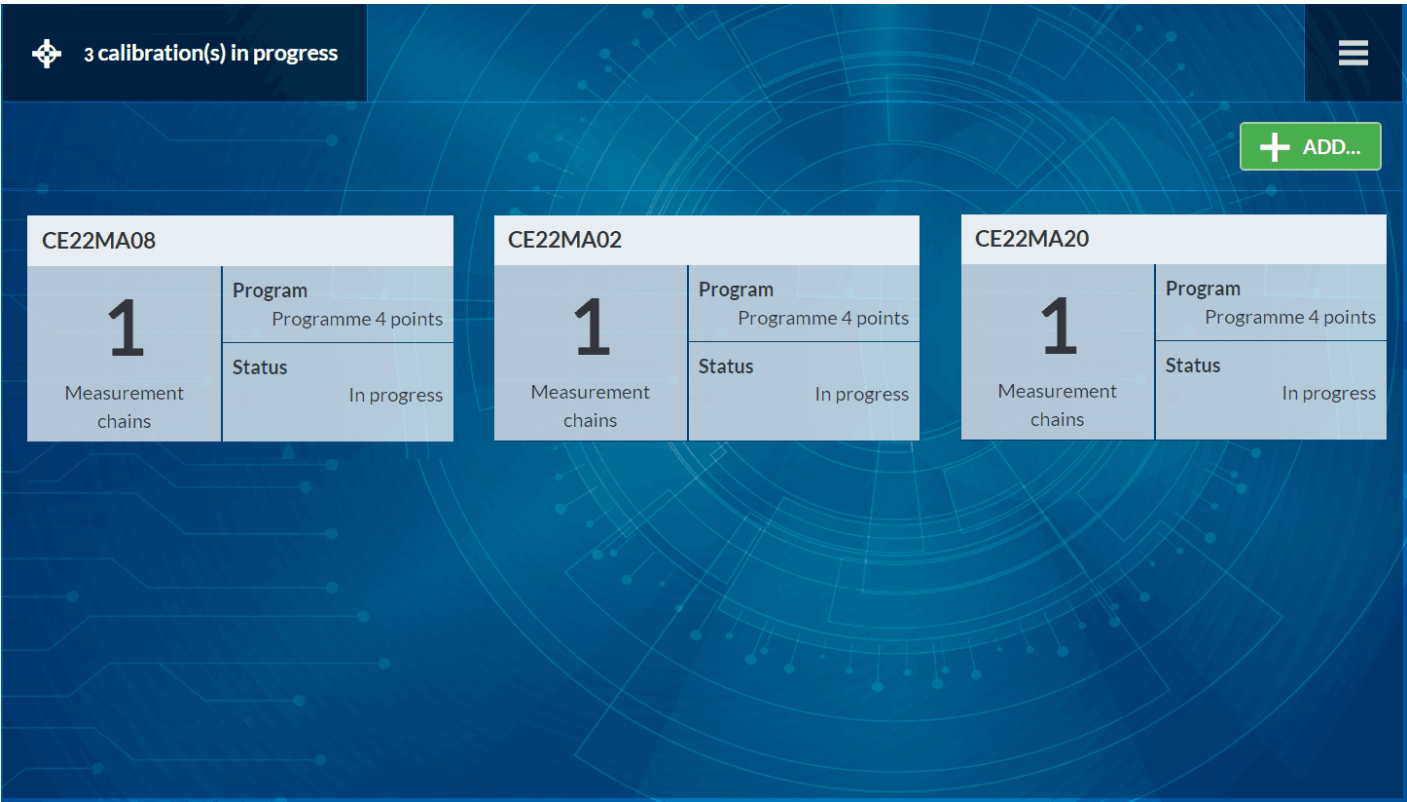 3 calibration(s) in progress
ADD...
CE22MA08
1
Measurement
chains
Program
Programme 4 points
Status
In progress
CE22MA02
1
Measurement
chains
Program
Programme 4 points
Status
In progress
CE22MA20
1
Measurement
chains
Program
Programme 4 points
Status
In progress